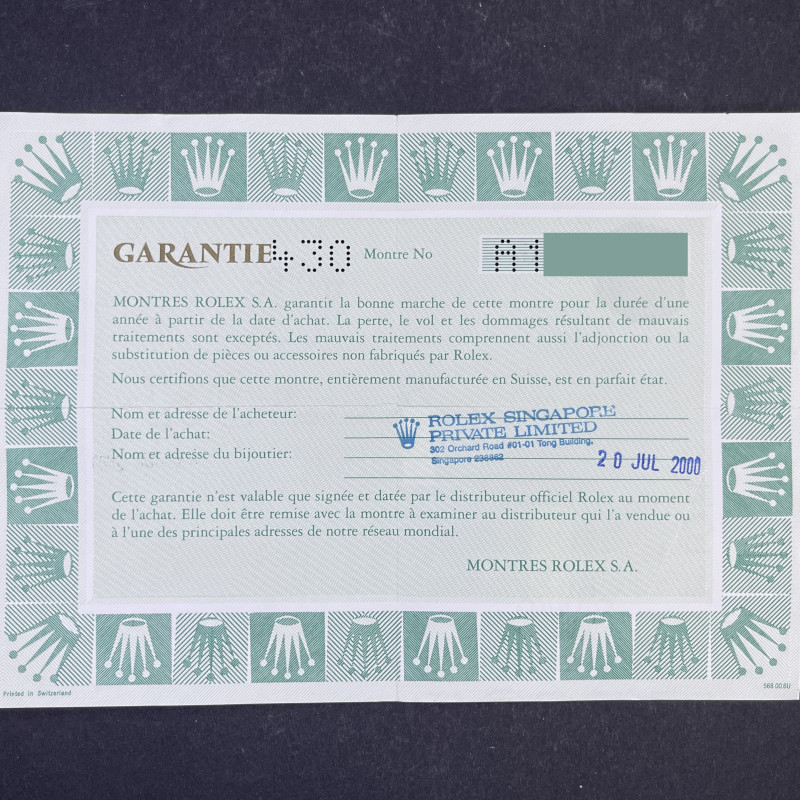 GARANTIE 430 Montre No A1
MONTRES ROLEX S.A. garantit la bonne marche de cette montre pour la durée d'une
année à partir de la date d'achat. La perte, le vol et les dommages résultant de mauvais
traitements sont exceptés. Les mauvais traitements comprennent aussi l'adjonction ou la
substitution de pièces ou accessoires non fabriqués par Rolex.
Nous certifions que cette montre, entièrement manufacturée en Suisse, est en parfait état.
Nom et adresse de l'acheteur:
Date de l'achat:
Nom et adresse du bijoutier:
ROLEX SINGAPORE
PRIVATE LIMITED
302 Orchard Road #01-01 Tong Building,
Singapore 238862
20 JUL 2000
Cette garantie n'est valable que signée et datée par le distributeur officiel Rolex au moment
de l'achat. Elle doit être remise avec la montre à examiner au distributeur qui l'a vendue ou
à l'une des principales adresses de notre réseau mondial.
MONTRES ROLEX S.A.
Printed in Switzerland
568.00.6U